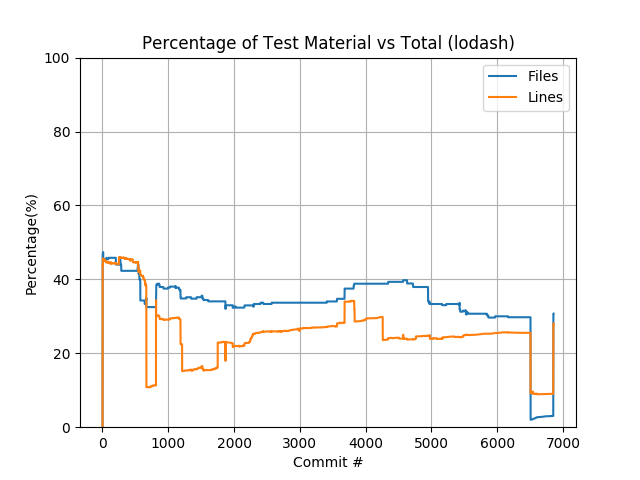 Percentage of Test Material vs Total (lodash)
Files
Lines
Percentage(%)
100
80
60
40
20
0
0 1000 2000 3000 4000 5000 6000 7000
Commit #